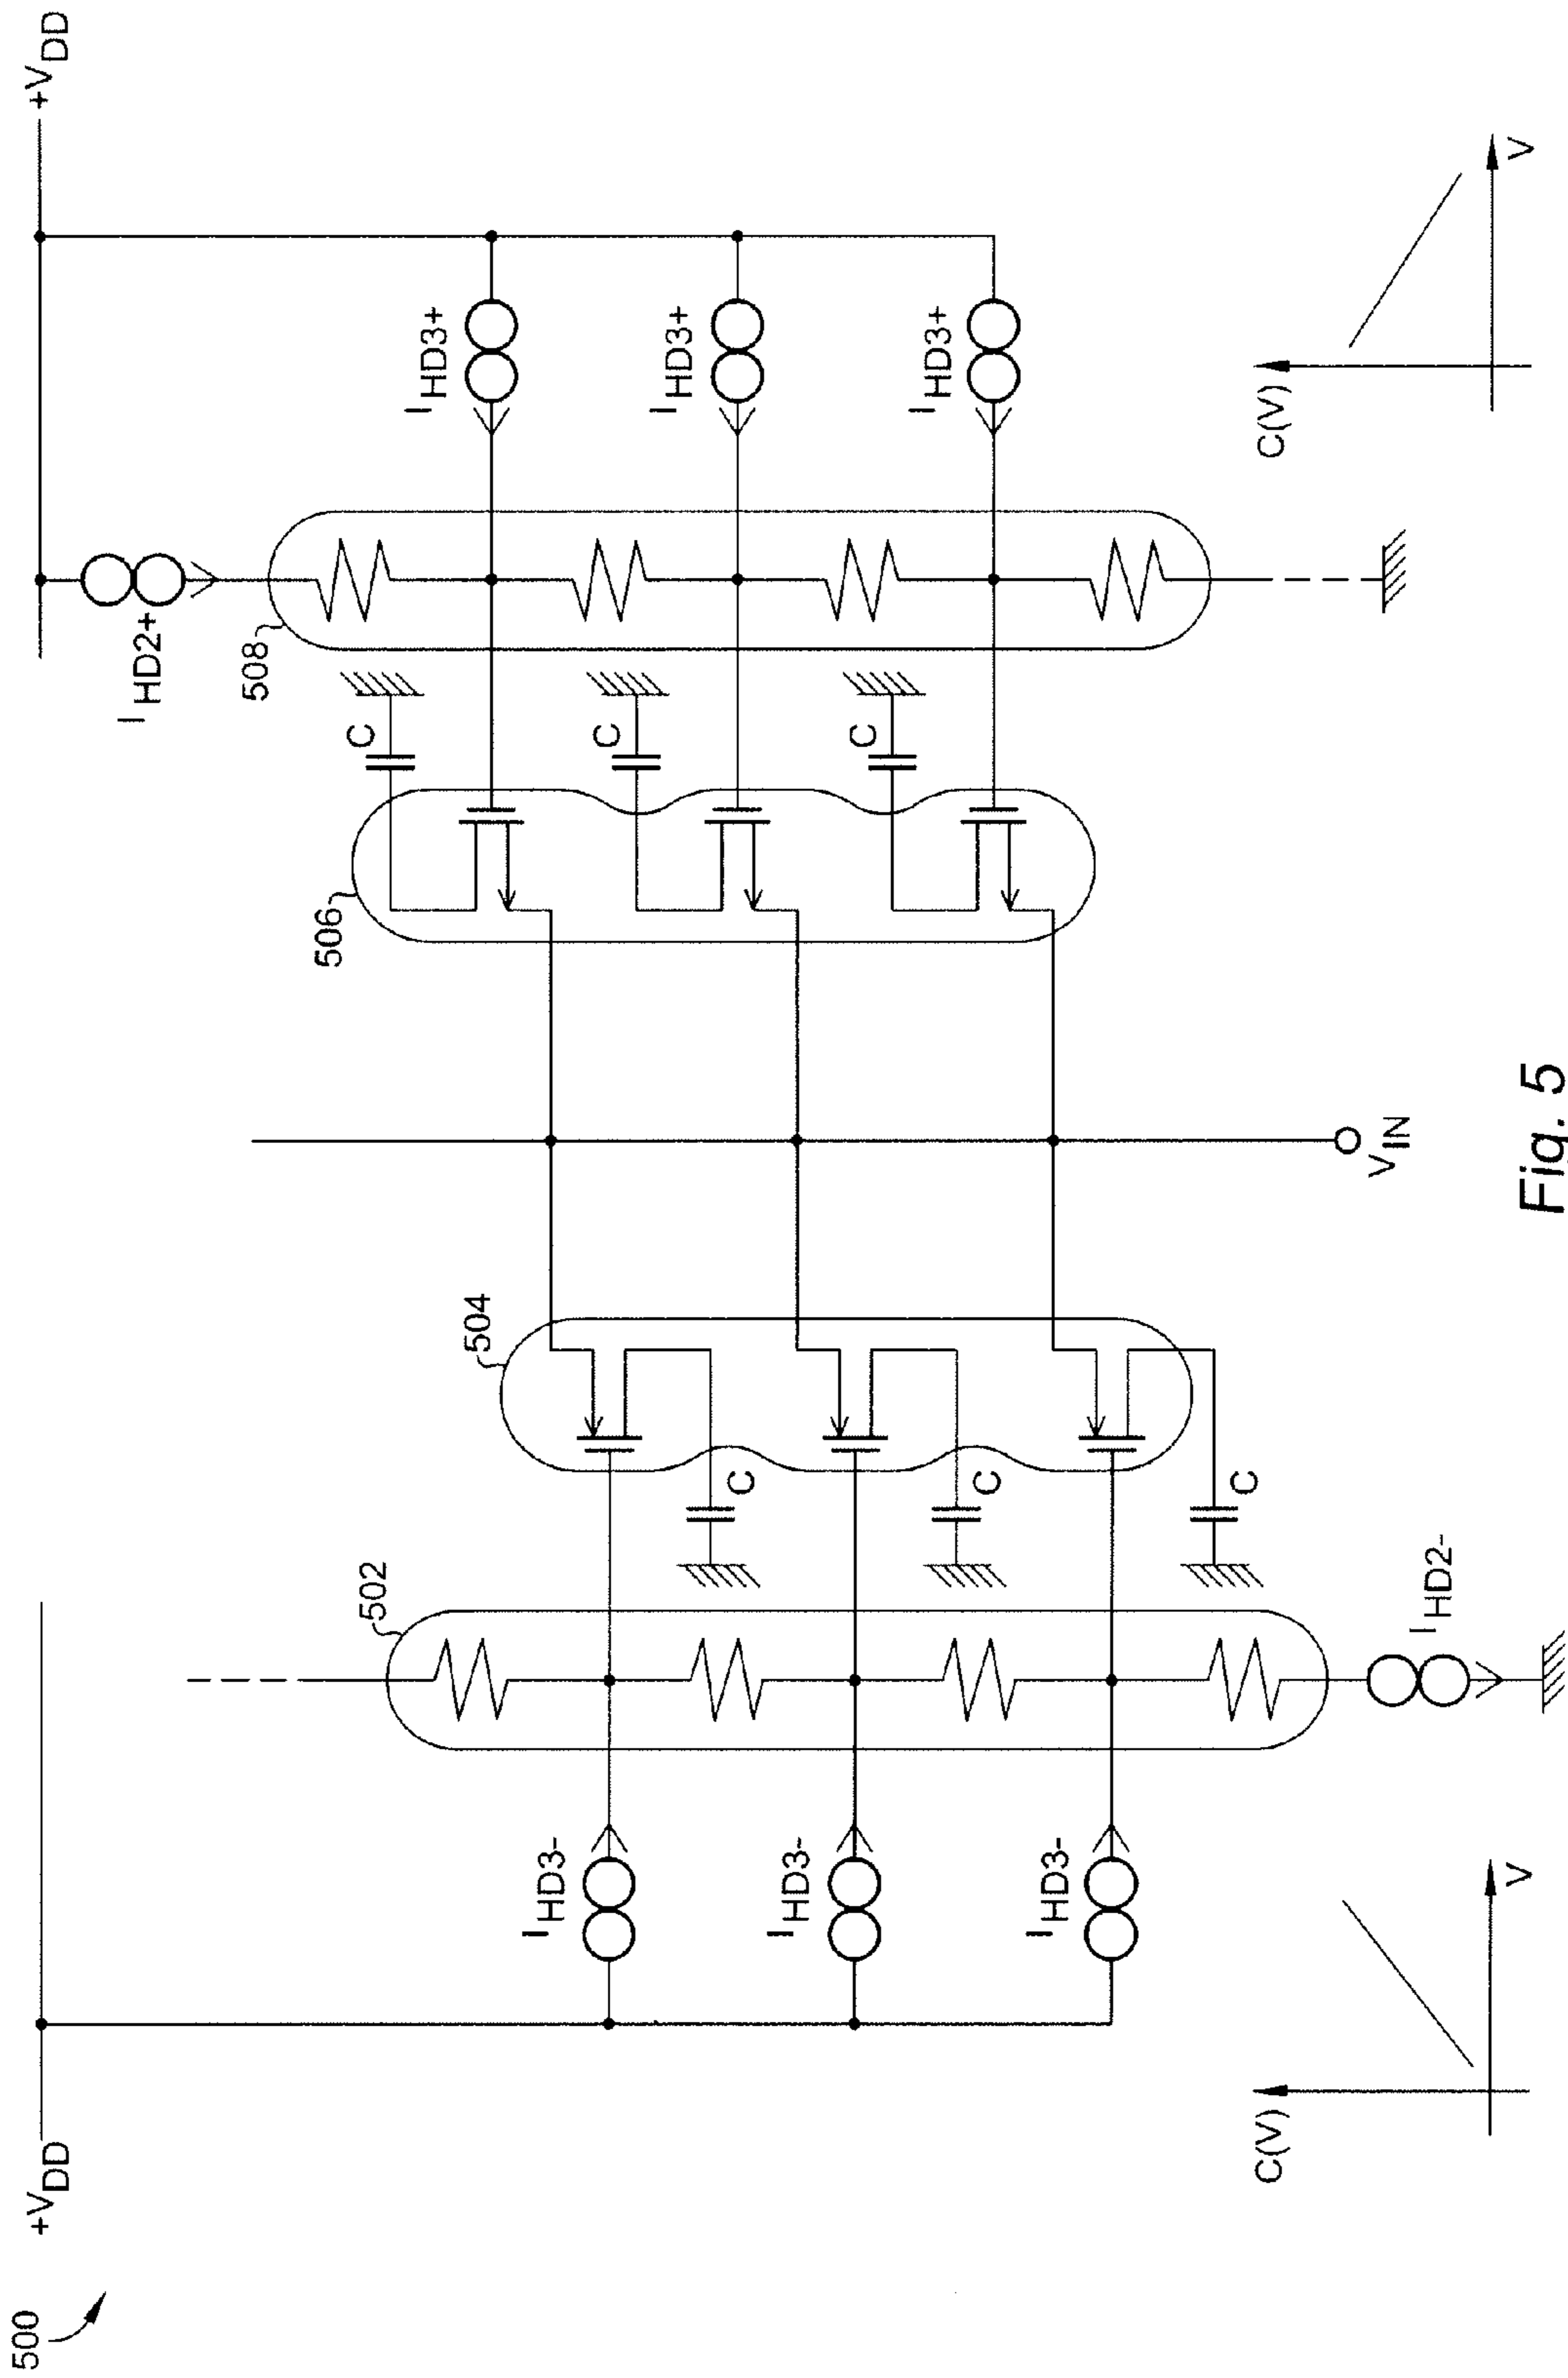 500
+VDD
+VDD
IHD3-
IHD3-
IHD3-
502
504
C
C
C
IHD2-
VIN
506
508
C
C
C
IHD2+
IHD3+
IHD3+
IHD3+
C(V)
V
C(V)
V
Fig. 5